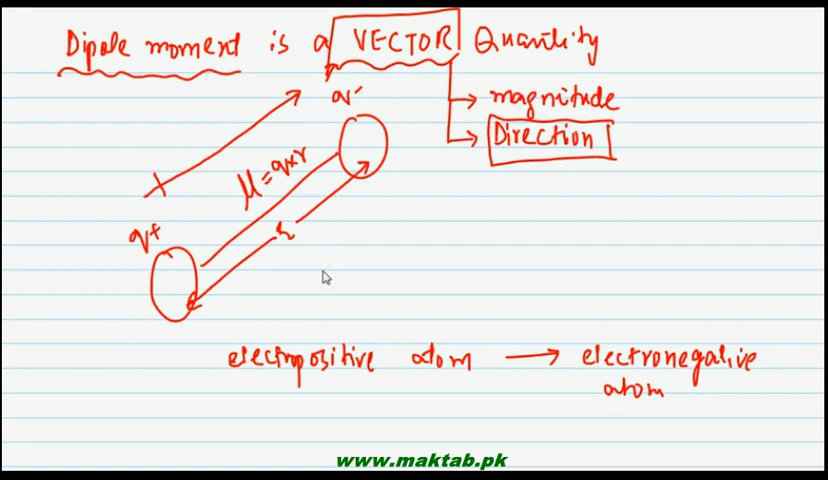 Dipole moment is a VECTOR Quantity
magnitude
Direction
q-
μ = q×r
q+
r
electropositive atom → electronegative
atom
www.maktab.pk